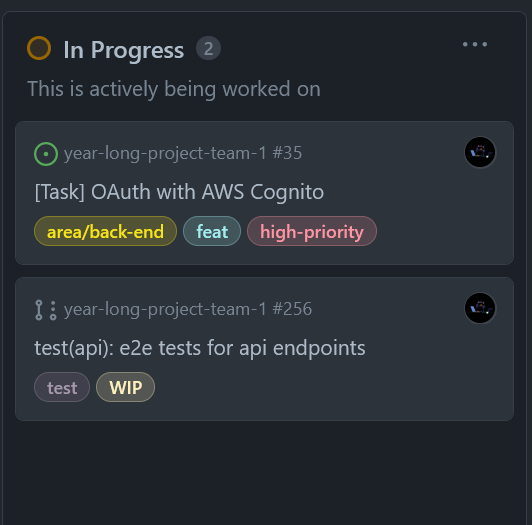 In Progress 2
This is actively being worked on
year-long-project-team-1 #35
[Task] OAuth with AWS Cognito
area/back-end feat high-priority
year-long-project-team-1 #256
test(api): e2e tests for api endpoints
test WIP